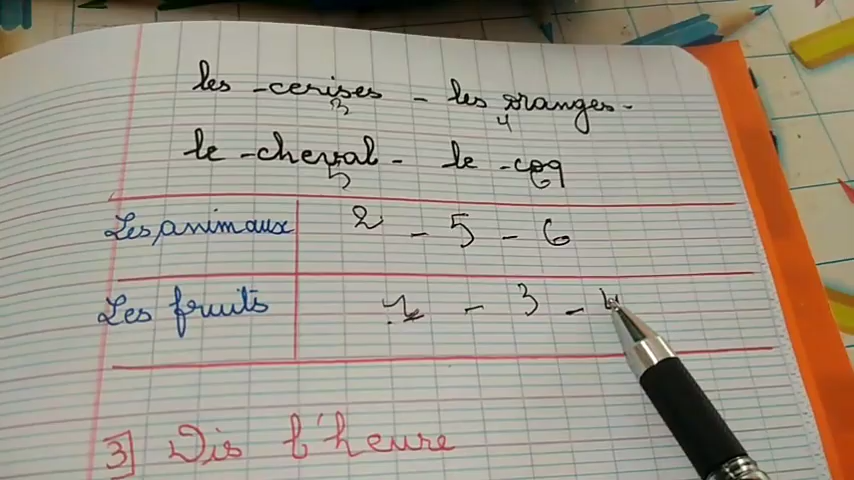 les cerises - les oranges -
3 4
le cheval - le coq
5 6
Les animaux 2 - 5 - 6
Les fruits 1 - 3 - 4
3 Dis l'heure